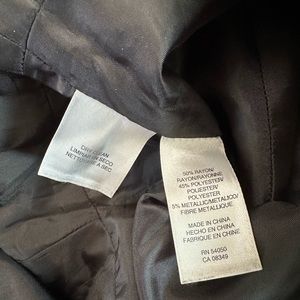 DRY CLEAN
LIMPIAR EN SECO
NETTOYER A SEC
50% RAYON/
RAYON/RAYONNE
45% POLYESTER/
POLIESTER/
POLYESTER
5% METALLIC/METALICO/
FIBRE METALLIQUE
MADE IN CHINA
HECHO EN CHINA
FABRIQUE EN CHINE
RN 54050
CA 08349